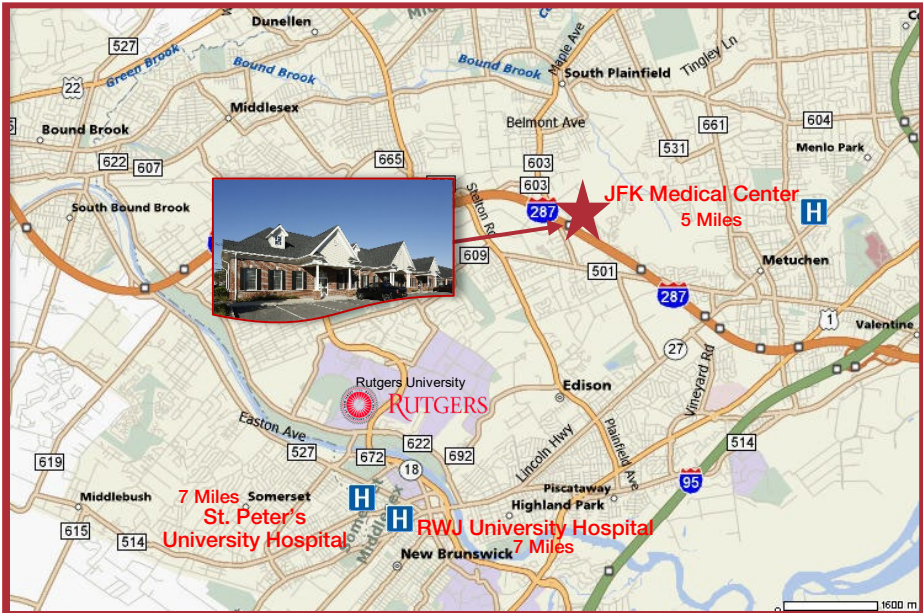 Dunellen
527
Green Brook
Bound Brook
Bound Brook
Maple Ave
Tingley Ln
22
South Plainfield
Middlesex
Bound Brook
Belmont Ave
661
604
622
607
665
603
531
Menlo Park
603
South Bound Brook
Stelton Rd
287
JFK Medical Center
5 Miles
H
609
501
Metuchen
287
1
Valentine
27
Rutgers University
RUTGERS
Edison
Vineyard Rd
Easton Ave
622
527
672
692
18
Lincoln Hwy
Plainfield Ave
514
619
95
Middlebush
7 Miles
Somerset
H
Piscataway
Highland Park
St. Peter's
University Hospital
Somerset
Middlesex
H
RWJ University Hospital
7 Miles
615
514
New Brunswick
1600 m